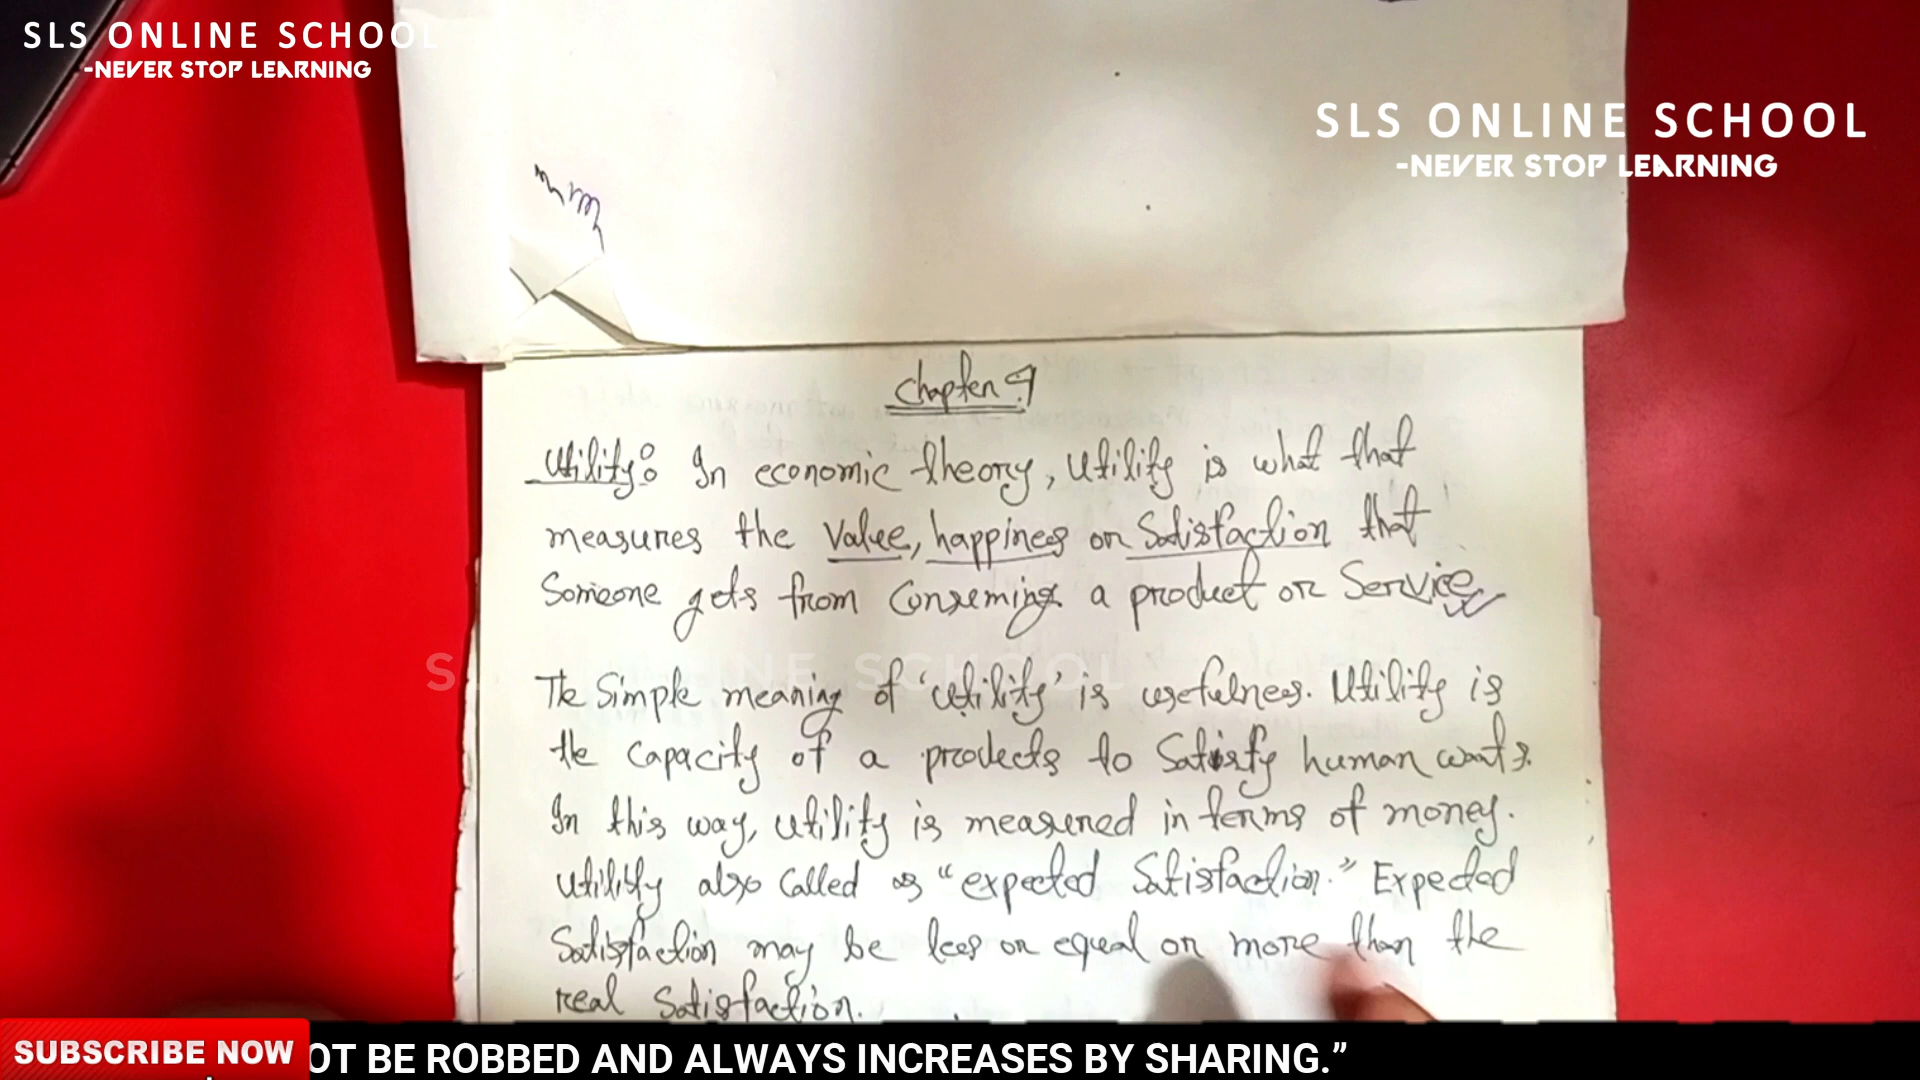 SLS ONLINE SCHOOL
-NEVER STOP LEARNING
SLS ONLINE SCHOOL
-NEVER STOP LEARNING
Chapter 9
Utility: In economic theory, Utility is what that
measures the Value, happiness or Satisfaction that
Someone gets from Consuming a product or Service
The Simple meaning of 'Utility' is usefulness. Utility is
the Capacity of a products to Satisfy human wants.
In this way, Utility is measured in terms of money.
Utility also Called as "expected Satisfaction." Expected
Satisfaction may be less or equal or more than the
real Satisfaction.
SUBSCRIBE NOW
OT BE ROBBED AND ALWAYS INCREASES BY SHARING.”